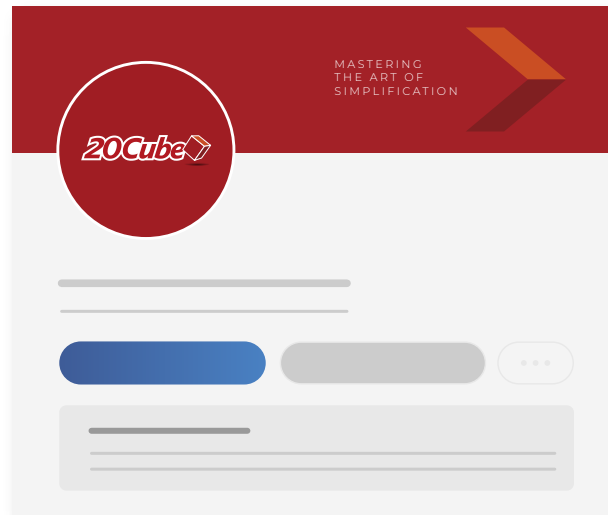 MASTERING
THE ART OF
SIMPLIFICATION
20Cube